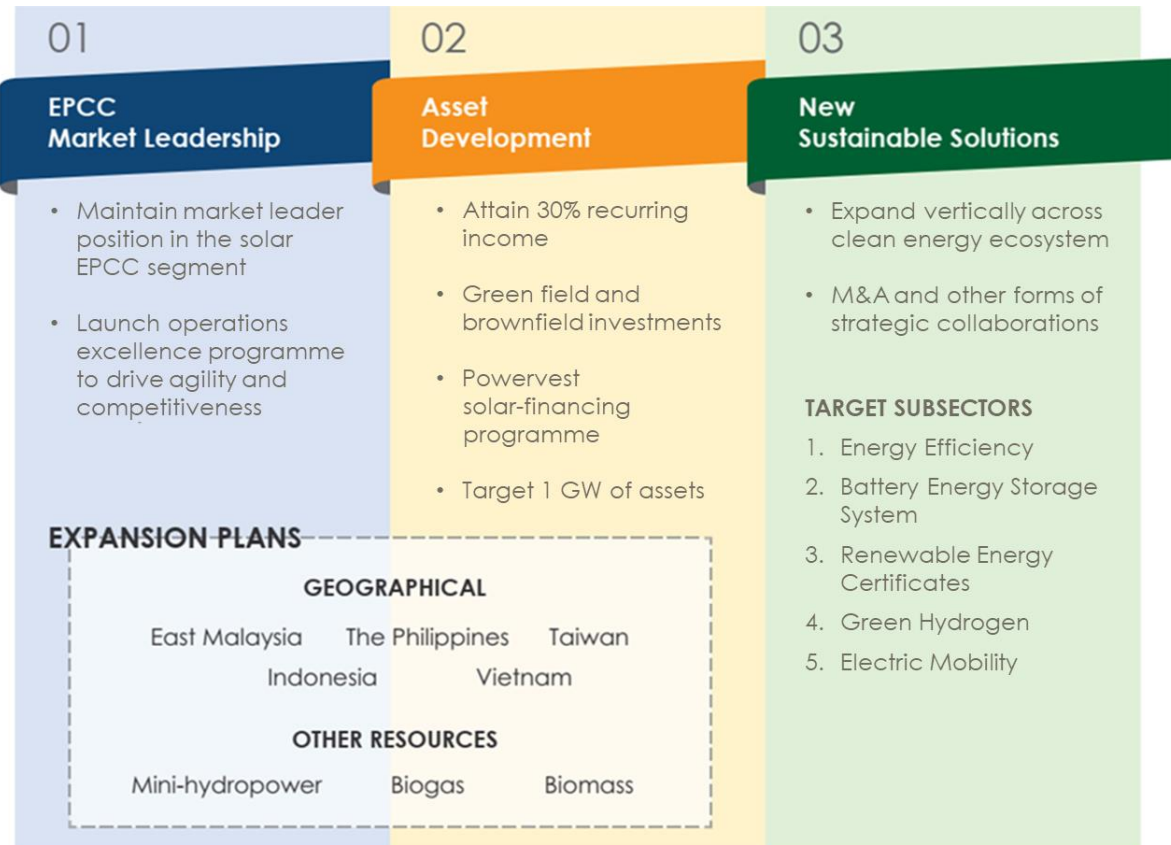 01
EPCC
Market Leadership
• Maintain market leader
position in the solar
EPCC segment
• Launch operations
excellence programme
to drive agility and
competitiveness
02
Asset
Development
• Attain 30% recurring
income
• Green field and
brownfield investments
• Powervest
solar-financing
programme
• Target 1 GW of assets
EXPANSION PLANS
GEOGRAPHICAL
East Malaysia The Philippines Taiwan
Indonesia Vietnam
OTHER RESOURCES
Mini-hydropower Biogas Biomass
03
New
Sustainable Solutions
• Expand vertically across
clean energy ecosystem
• M&A and other forms of
strategic collaborations
TARGET SUBSECTORS
1. Energy Efficiency
2. Battery Energy Storage
System
3. Renewable Energy
Certificates
4. Green Hydrogen
5. Electric Mobility